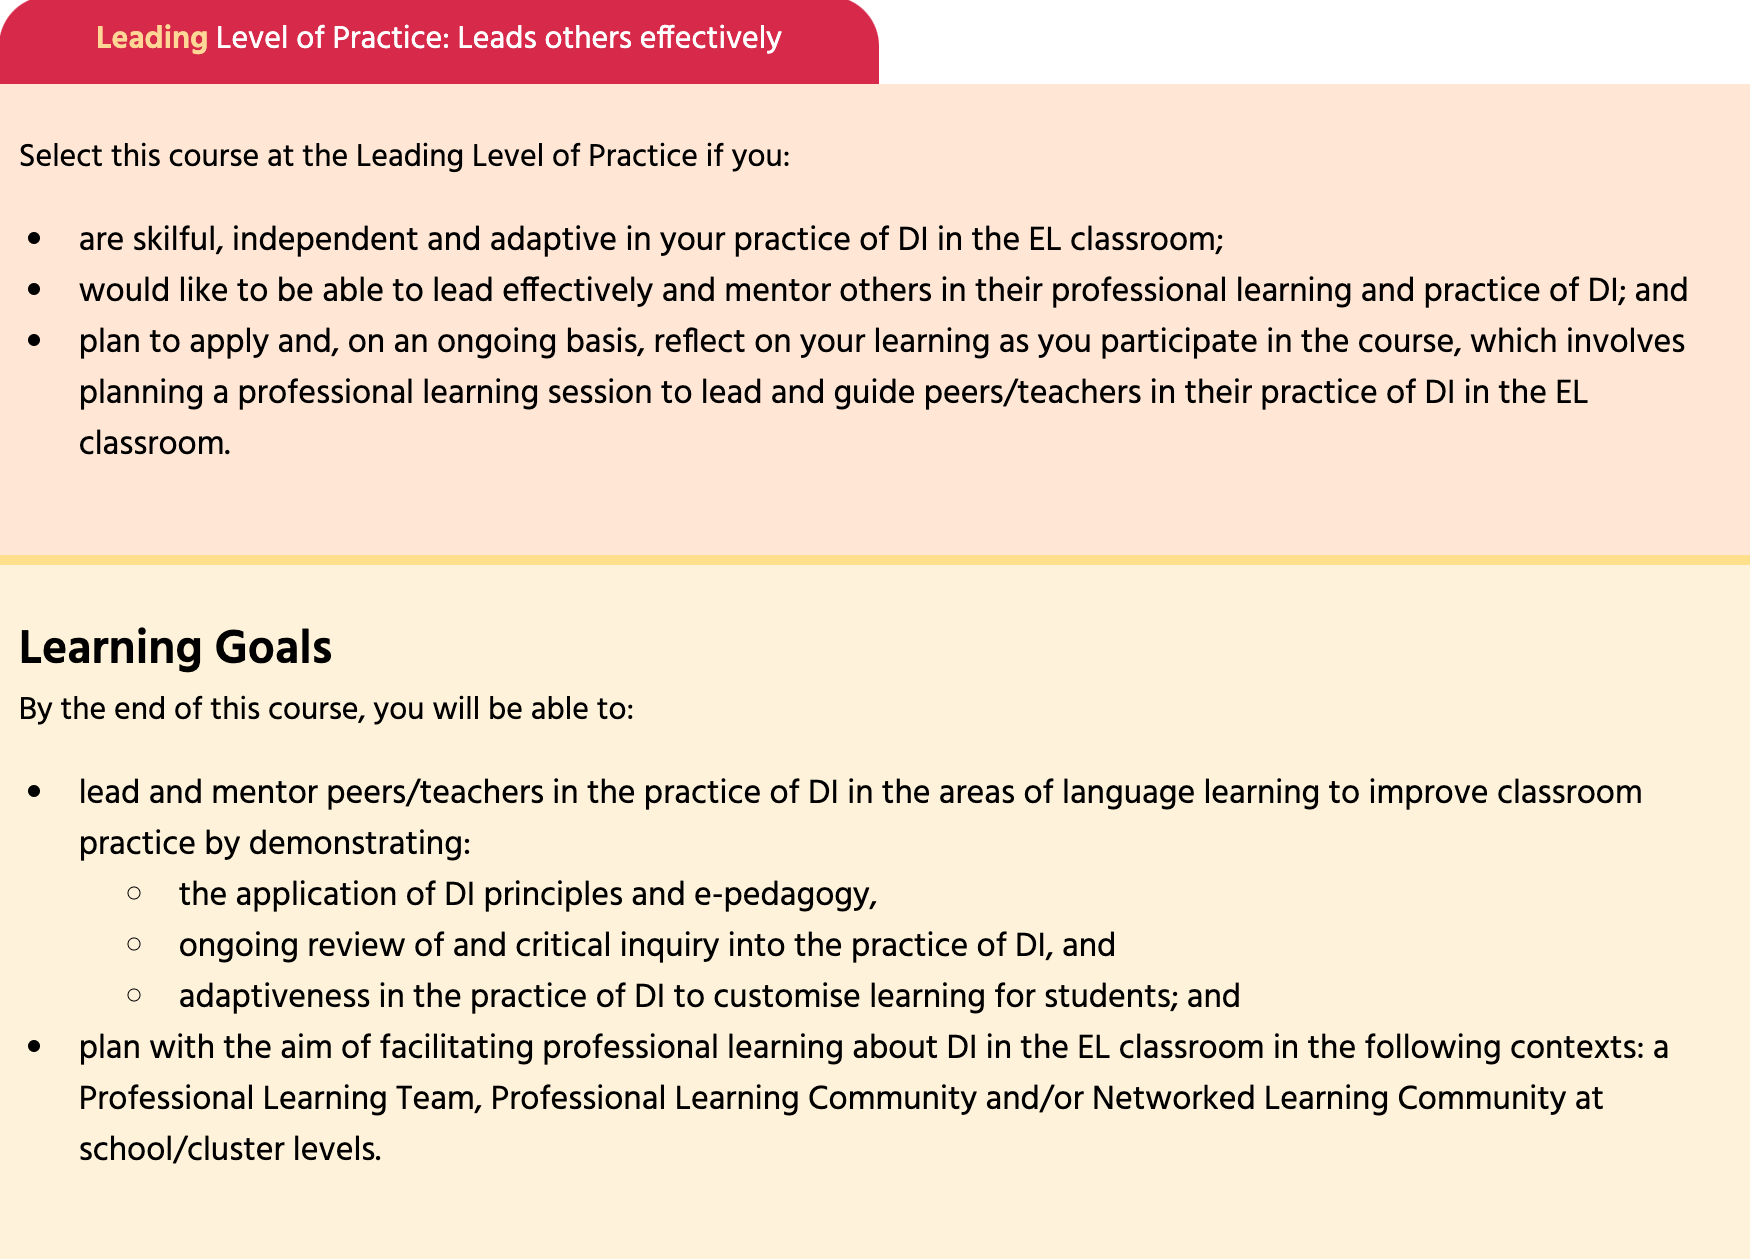 Leading Level of Practice: Leads others effectively
Select this course at the Leading Level of Practice if you:
• are skilful, independent and adaptive in your practice of DI in the EL classroom;
• would like to be able to lead effectively and mentor others in their professional learning and practice of DI; and
• plan to apply and, on an ongoing basis, reflect on your learning as you participate in the course, which involves
planning a professional learning session to lead and guide peers/teachers in their practice of DI in the EL
classroom.
Learning Goals
By the end of this course, you will be able to:
• lead and mentor peers/teachers in the practice of DI in the areas of language learning to improve classroom
practice by demonstrating:
○ the application of DI principles and e-pedagogy,
○ ongoing review of and critical inquiry into the practice of DI, and
○ adaptiveness in the practice of DI to customise learning for students; and
• plan with the aim of facilitating professional learning about DI in the EL classroom in the following contexts: a
Professional Learning Team, Professional Learning Community and/or Networked Learning Community at
school/cluster levels.